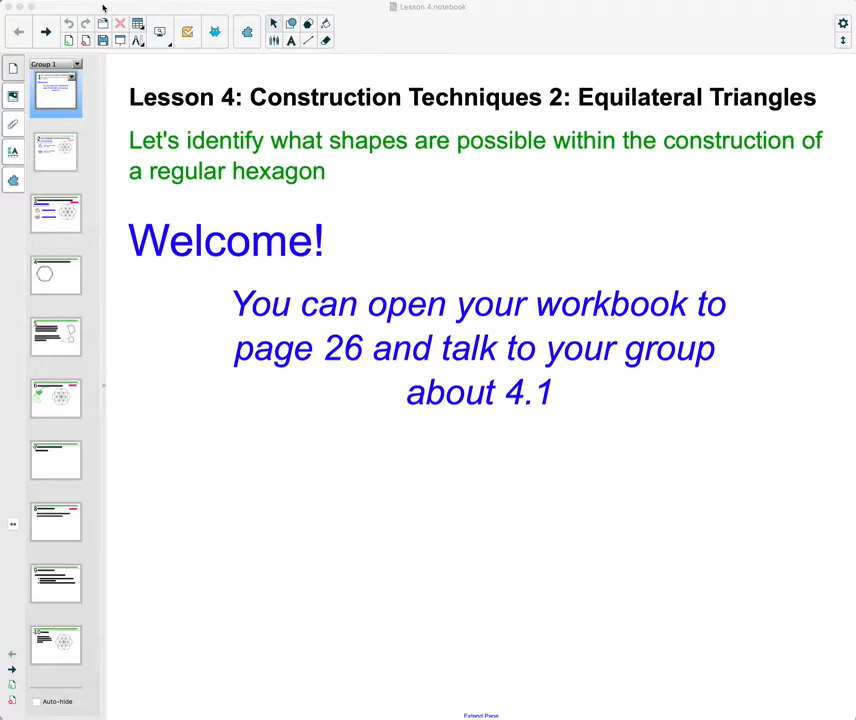 Lesson 4.notebook
Group 1
Lesson 4: Construction Techniques 2: Equilateral Triangles
Let's identify what shapes are possible within the construction of
a regular hexagon
Welcome!
You can open your workbook to
page 26 and talk to your group
about 4.1
Auto-hide
Extend Page